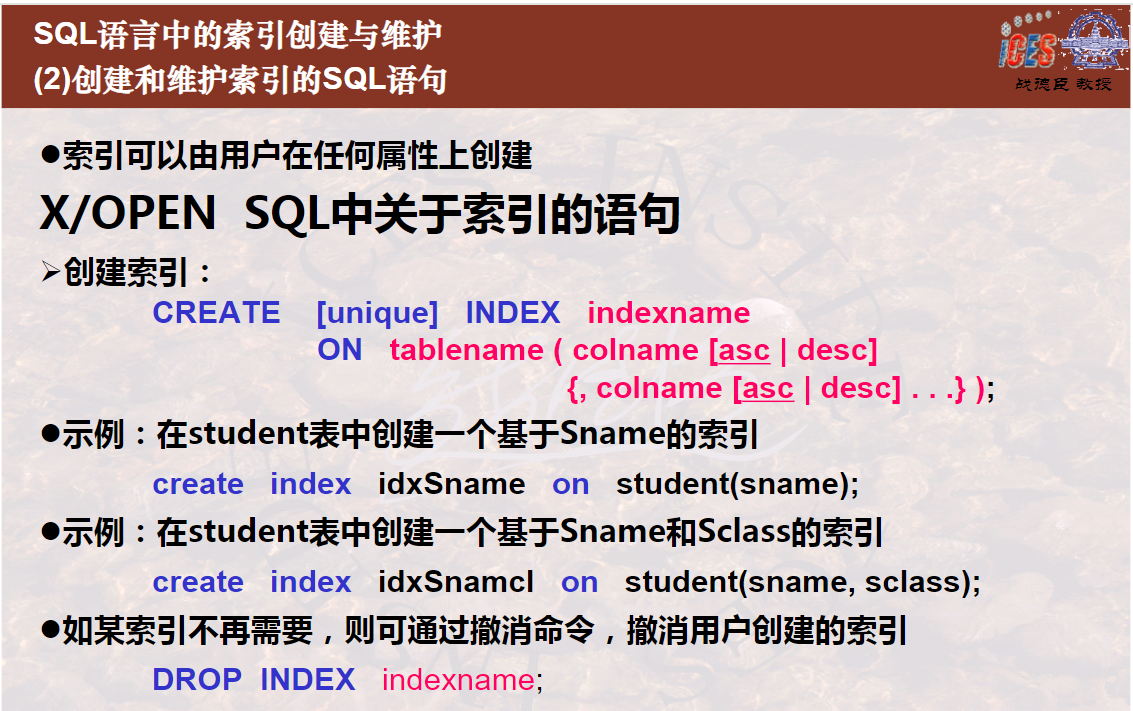 SQL语言中的索引创建与维护
(2)创建和维护索引的SQL语句
iCES
战德臣 教授
●索引可以由用户在任何属性上创建
X/OPEN SQL中关于索引的语句
➢创建索引：
CREATE [unique] INDEX indexname
ON tablename ( colname [asc | desc]
{, colname [asc | desc] . . .} );
●示例：在student表中创建一个基于Sname的索引
create index idxSname on student(sname);
●示例：在student表中创建一个基于Sname和Sclass的索引
create index idxSnamcl on student(sname, sclass);
●如某索引不再需要，则可通过撤消命令，撤消用户创建的索引
DROP INDEX indexname;